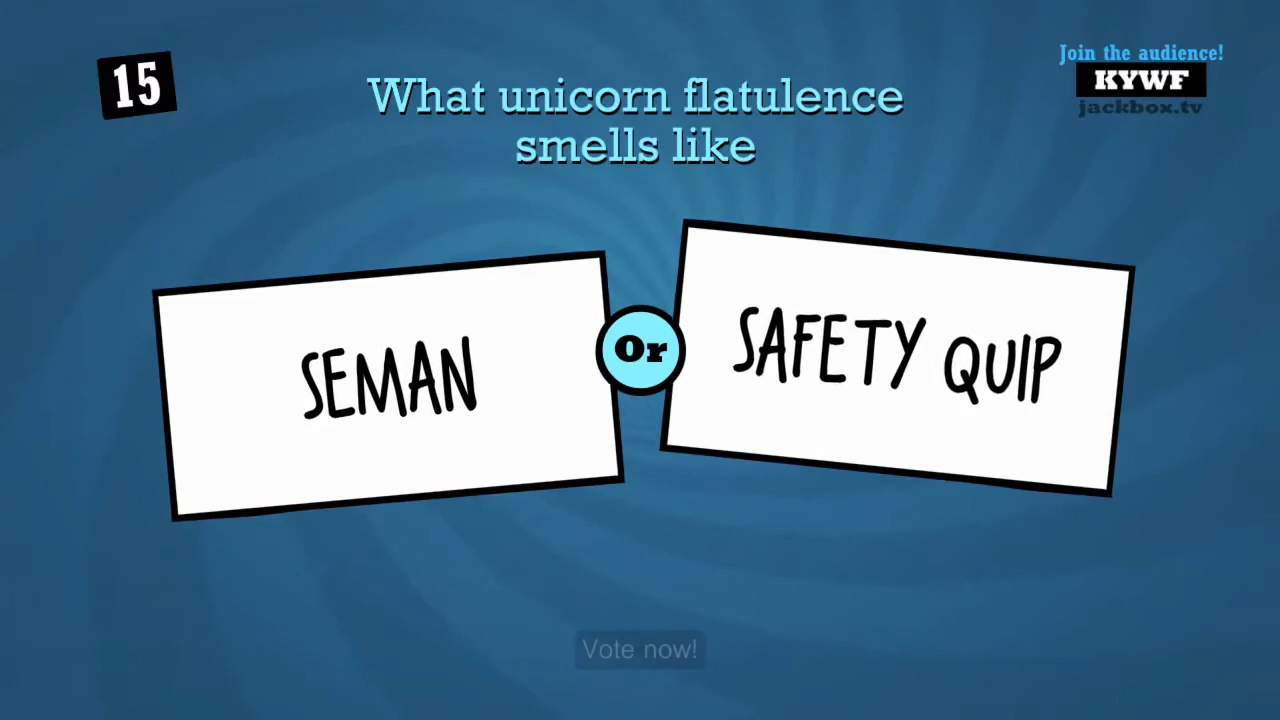 15
What unicorn flatulence
smells like
Join the audience!
KYWF
jackbox.tv
SEMAN
Or
SAFETY QUIP
Vote now!